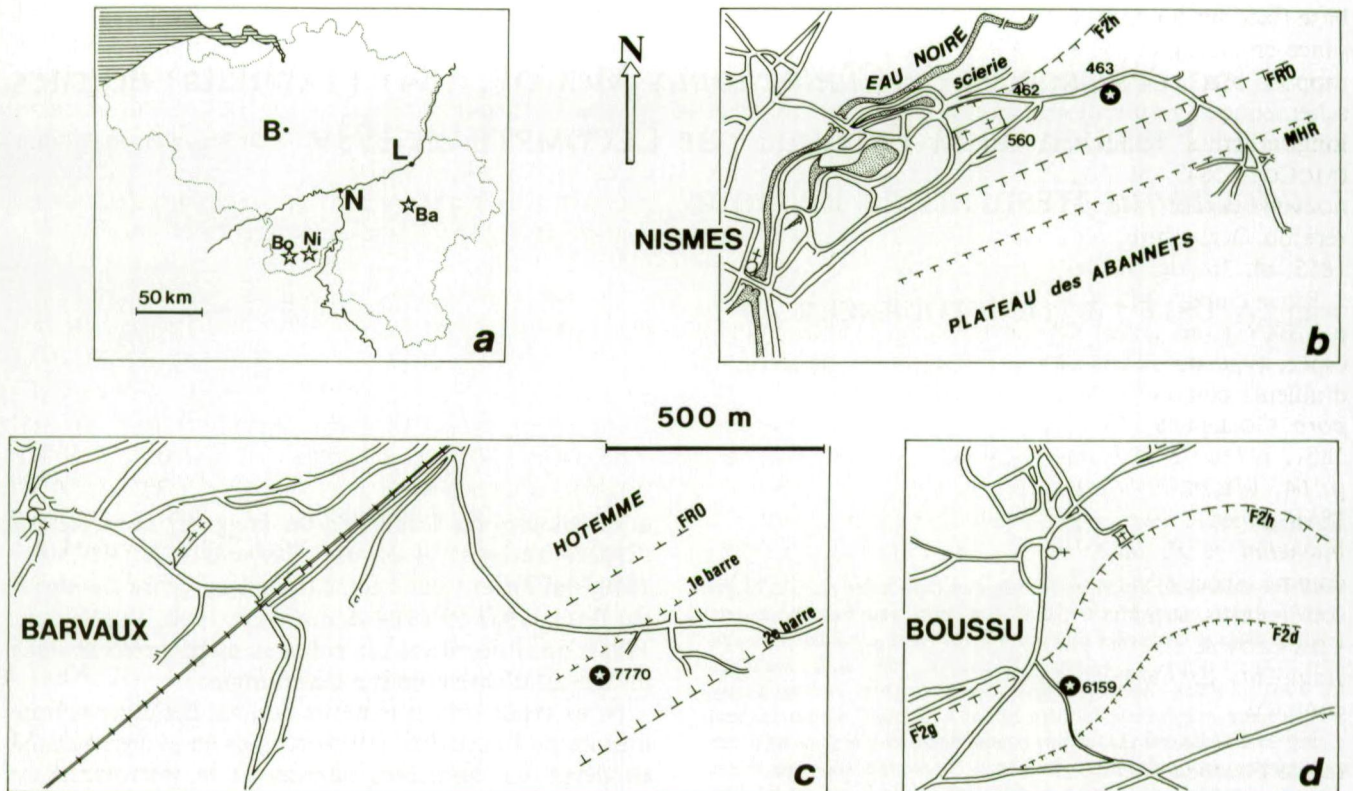 B
L
N
Ba
Bo
Ni
50 km
a
N
EAU NOIRE
scierie
F2h
463
462
560
FRO
MHR
NISMES
PLATEAU des ABANNETS
b
500 m
HOTEMME
FRO
1e barre
2e barre
BARVAUX
7770
c
F2h
F2d
BOUSSU
6159
F2g
d